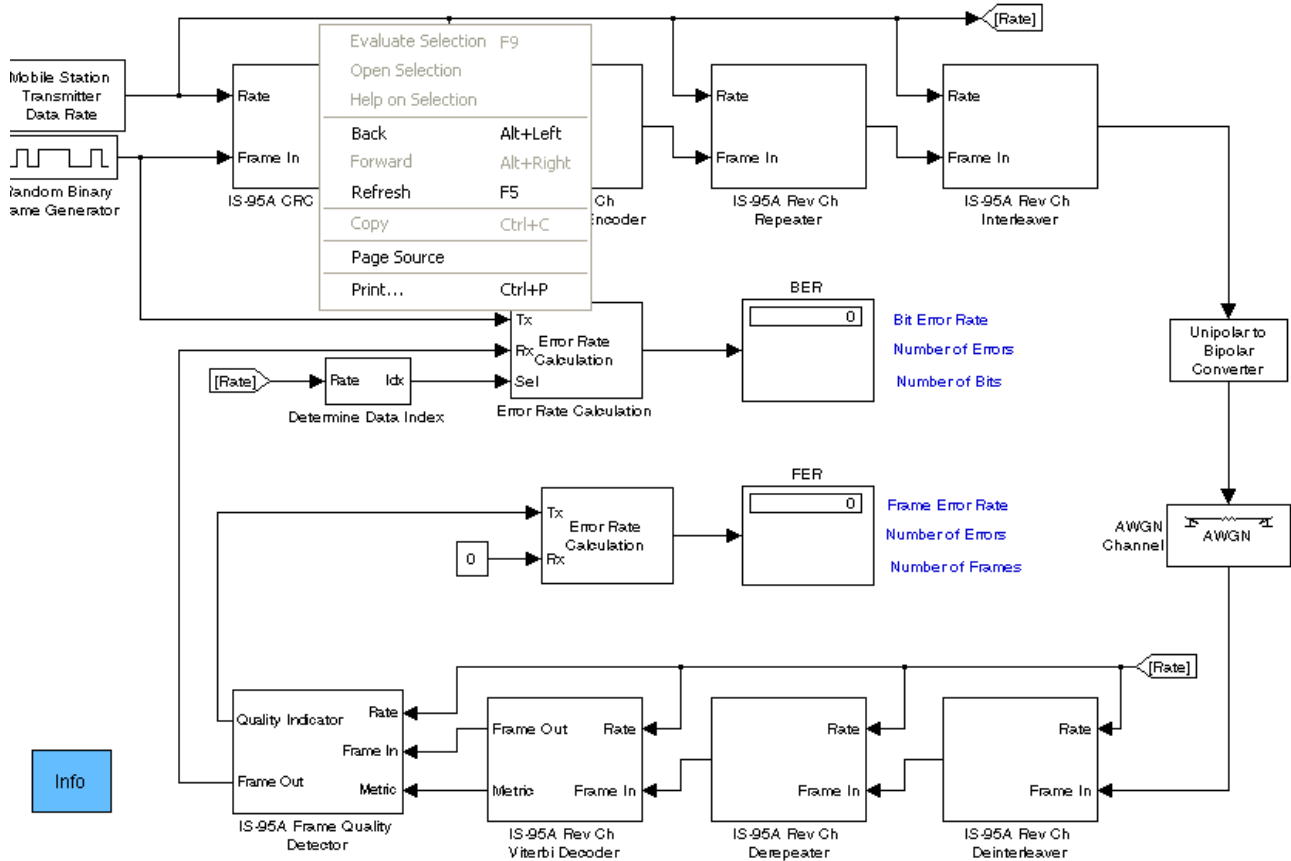 [Rate]
Mobile Station
Transmitter
Data Rate
Random Binary
Frame Generator
Rate
Frame In
IS-95A CRC
Evaluate Selection F9
Open Selection
Help on Selection
Back Alt+Left
Forward Alt+Right
Refresh F5
Copy Ctrl+C
Page Source
Print... Ctrl+P
Ch
Encoder
Rate
Frame In
IS-95A Rev Ch
Repeater
Rate
Frame In
IS-95A Rev Ch
Interleaver
Tx
Rx
Sel
Error Rate
Calculation
Error Rate Calculation
[Rate]
Rate Idx
Determine Data Index
BER
0
Bit Error Rate
Number of Errors
Number of Bits
Unipolar to
Bipolar
Converter
FER
0
Frame Error Rate
Number of Errors
Number of Frames
Tx
Rx
Error Rate
Calculation
0
AWGN
Channel
AWGN
[Rate]
Quality Indicator
Rate
Frame In
Frame Out
Metric
IS-95A Frame Quality
Detector
Frame Out
Rate
Metric
Frame In
IS-95A Rev Ch
Viterbi Decoder
Rate
Frame In
IS-95A Rev Ch
Derepeater
Rate
Frame In
IS-95A Rev Ch
Deinterleaver
Info